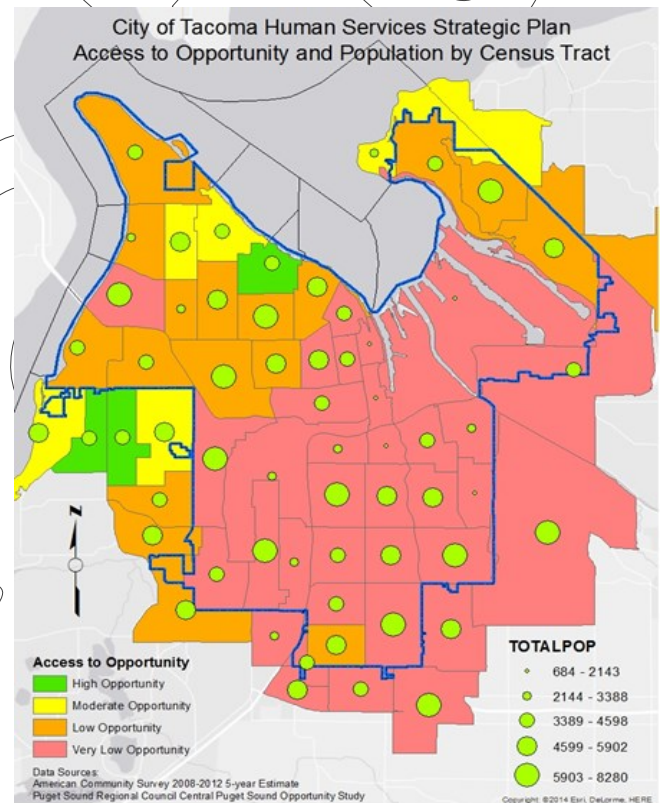 City of Tacoma Human Services Strategic Plan
Access to Opportunity and Population by Census Tract
N
Access to Opportunity
High Opportunity
Moderate Opportunity
Low Opportunity
Very Low Opportunity
Data Sources:
American Community Survey 2008-2012 5-year Estimate
Puget Sound Regional Council Central Puget Sound Opportunity Study
TOTALPOP
684 - 2143
2144 - 3388
3389 - 4598
4599 - 5902
5903 - 8280
Copyright: ©2014 Esri, DeLorme, HERE